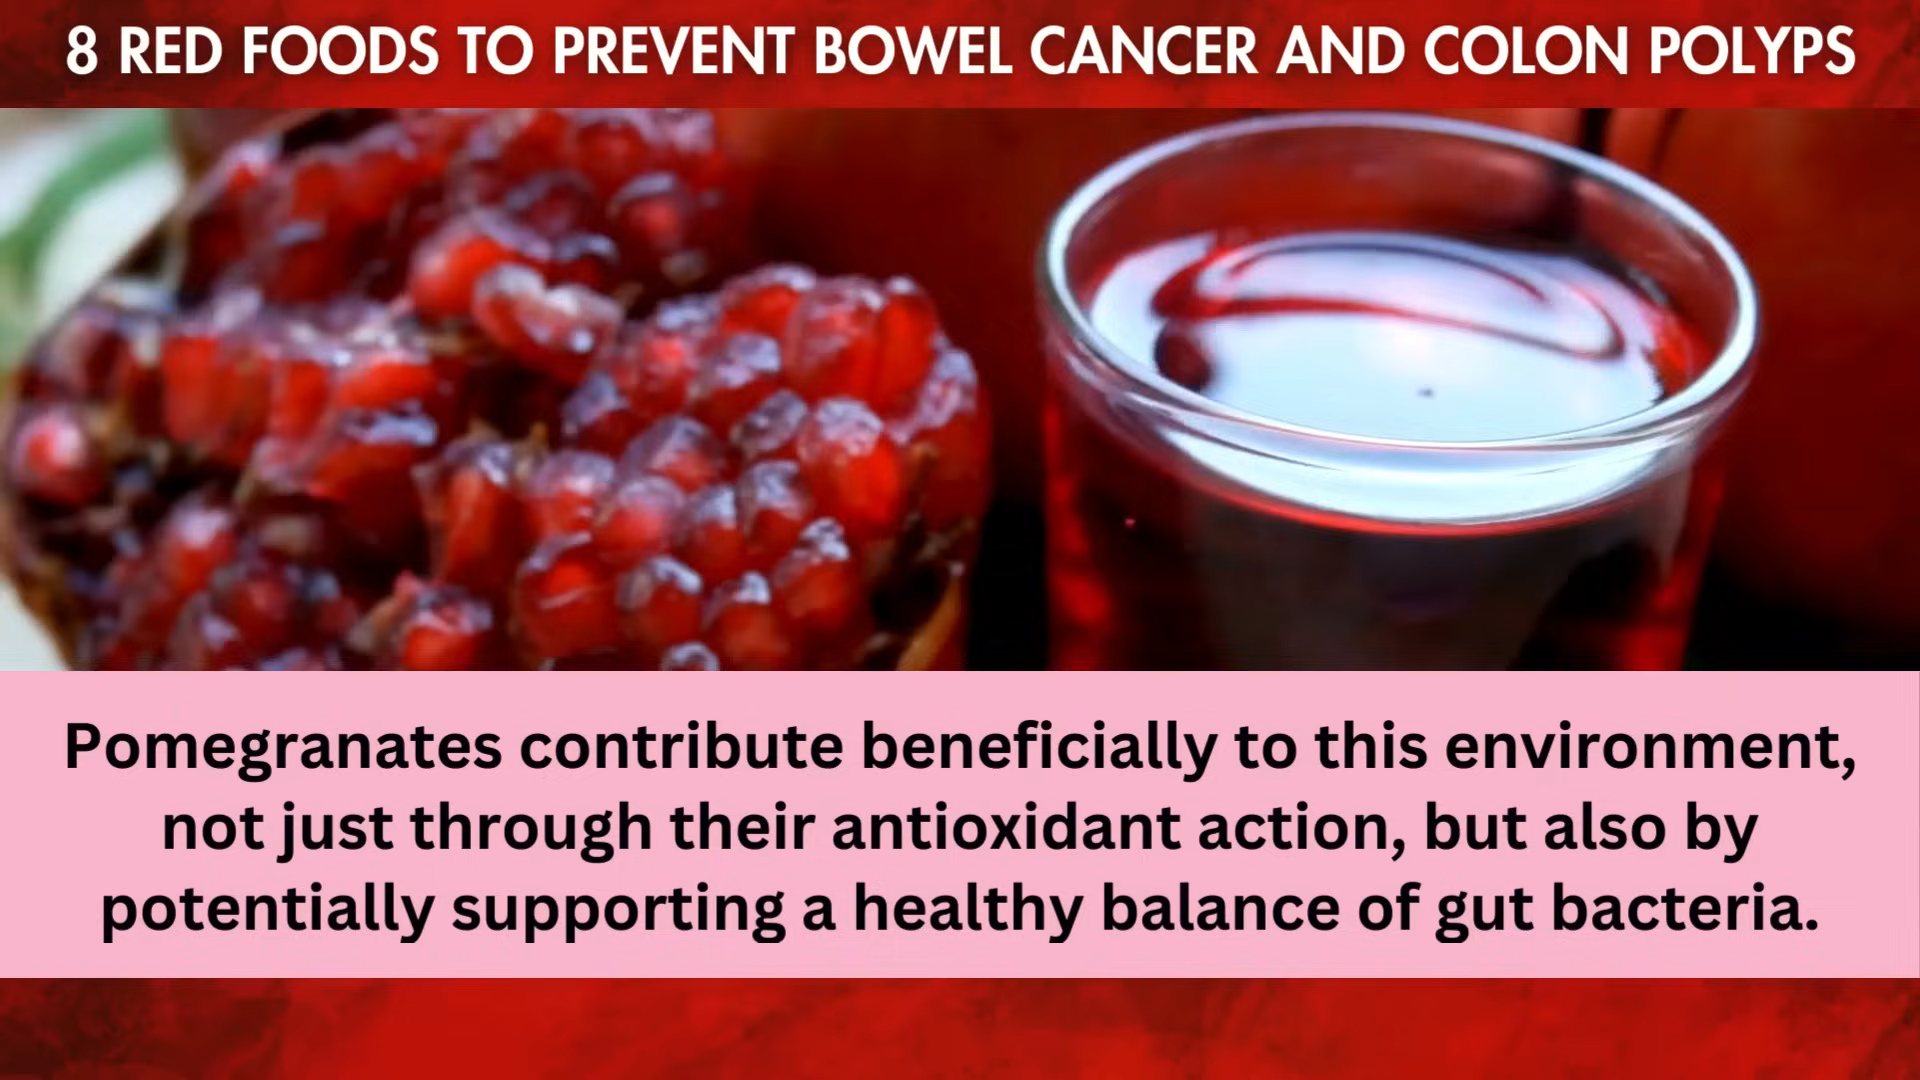 8 RED FOODS TO PREVENT BOWEL CANCER AND COLON POLYPS
Pomegranates contribute beneficially to this environment,
not just through their antioxidant action, but also by
potentially supporting a healthy balance of gut bacteria.